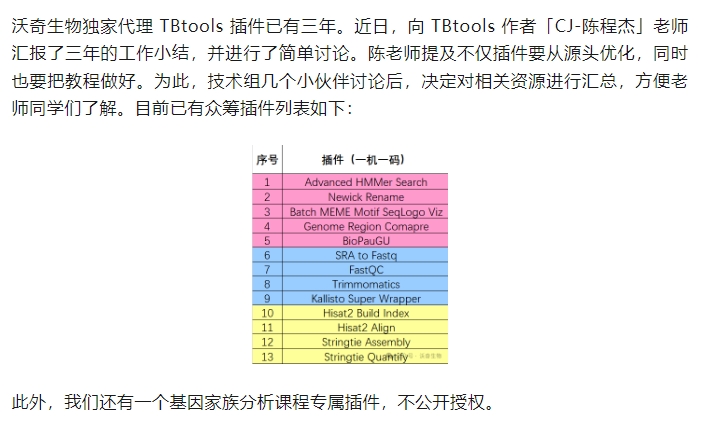 沃奇生物独家代理 TBtools 插件已有三年。近日，向 TBtools 作者「CJ-陈程杰」老师
汇报了三年的工作小结，并进行了简单讨论。陈老师提及不仅插件要从源头优化，同时
也要把教程做好。为此，技术组几个小伙伴讨论后，决定对相关资源进行汇总，方便老
师同学们了解。目前已有众筹插件列表如下：
序号 插件（一机一码）
1 Advanced HMMer Search
2 Newick Rename
3 Batch MEME Motif SeqLogo Viz
4 Genome Region Comapre
5 BioPauGU
6 SRA to Fastq
7 FastQC
8 Trimmomatics
9 Kallisto Super Wrapper
10 Hisat2 Build Index
11 Hisat2 Align
12 Stringtie Assembly
13 Stringtie Quantify
此外，我们还有一个基因家族分析课程专属插件，不公开授权。